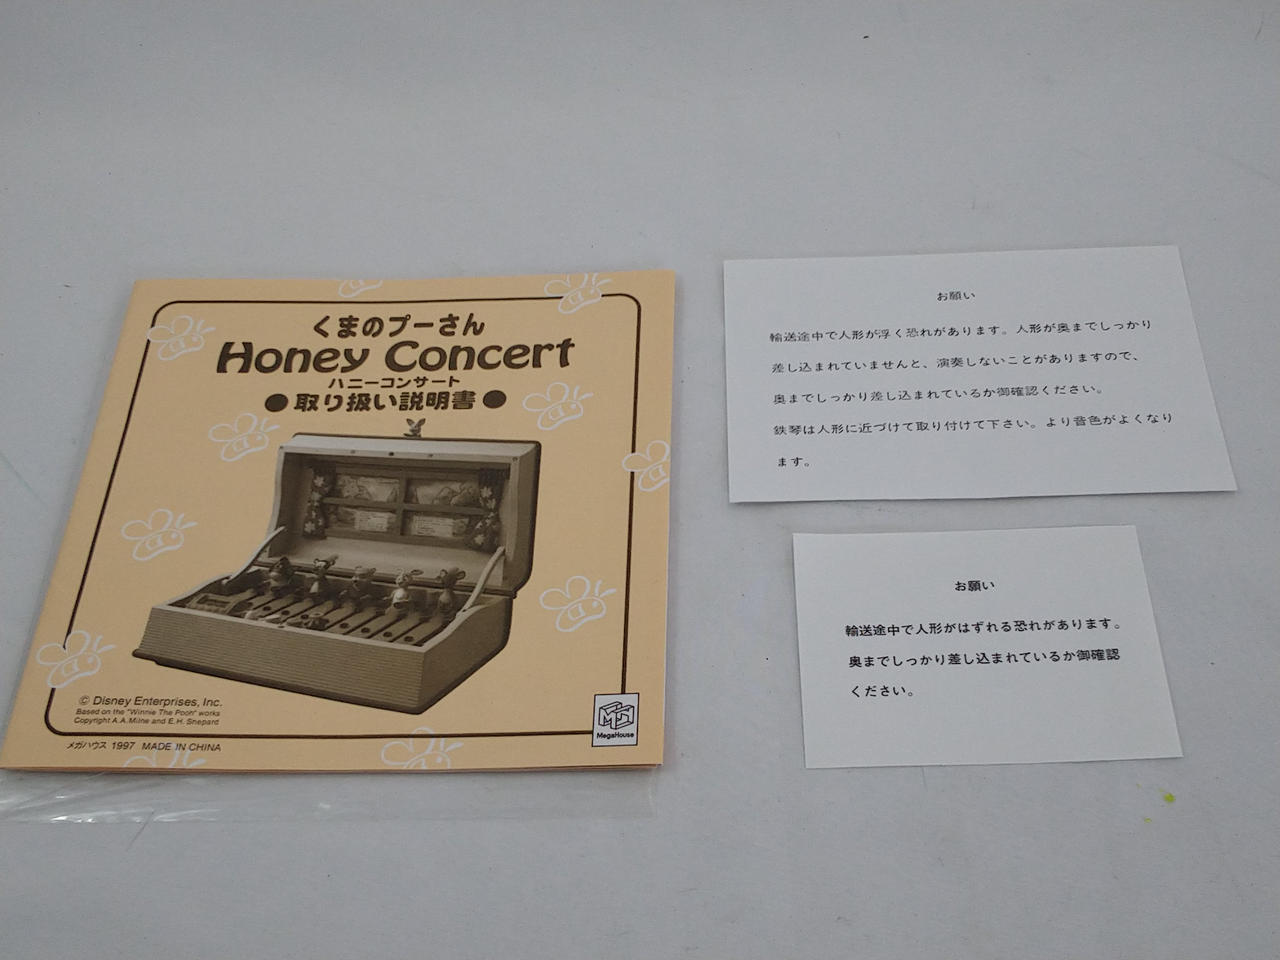 くまのプーさん
Honey Concert
ハニーコンサート
●取り扱い説明書●
© Disney Enterprises, Inc.
Based on the "Winnie The Pooh" works
Copyright A.A.Milne and E.H. Shepard
メガハウス 1997 MADE IN CHINA
MegaHouse
お願い
輸送途中で人形が浮く恐れがあります。人形が奥までしっかり
差し込まれていませんと、演奏しないことがありますので、
奥までしっかり差し込まれているか御確認ください。
鉄琴は人形に近づけて取り付けて下さい。より音色がよくなり
ます。
お願い
輸送途中で人形がはずれる恐れがあります。
奥までしっかり差し込まれているか御確認
ください。